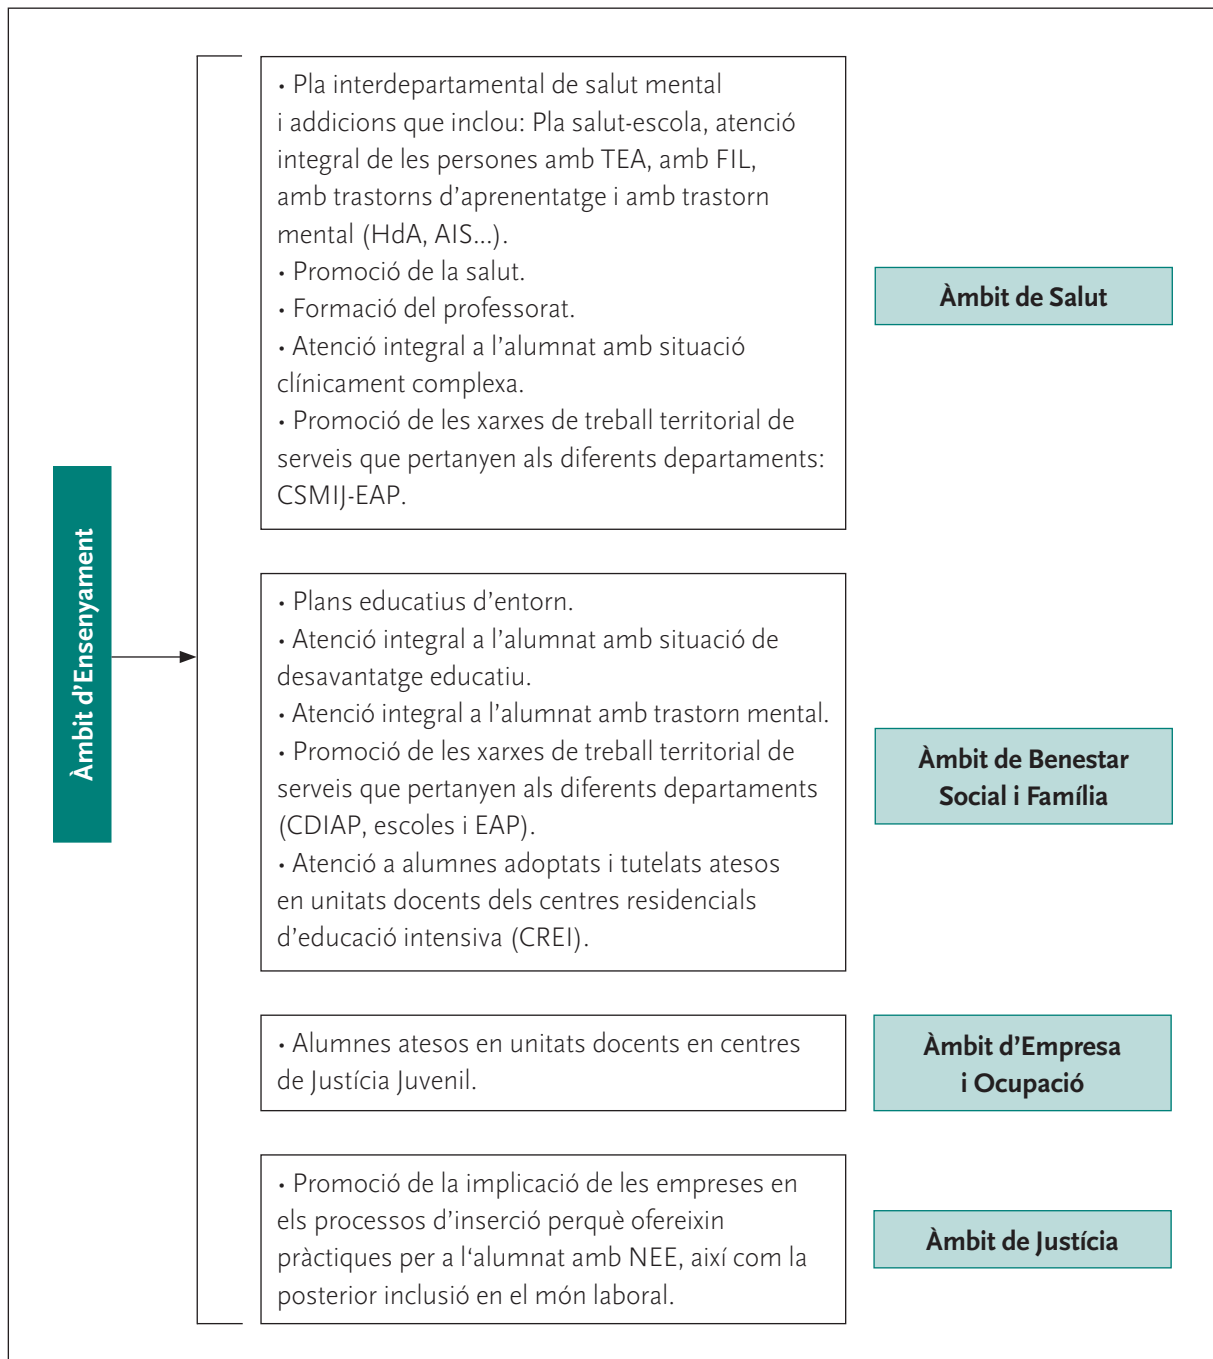 Àmbit d’Ensenyament
• Pla interdepartamental de salut mental
i addicions que inclou: Pla salut-escola, atenció
integral de les persones amb TEA, amb FIL,
amb trastorns d’aprenentatge i amb trastorn
mental (HdA, AIS...).
• Promoció de la salut.
• Formació del professorat.
• Atenció integral a l’alumnat amb situació
clínicament complexa.
• Promoció de les xarxes de treball territorial de
serveis que pertanyen als diferents departaments:
CSMIJ-EAP.
Àmbit de Salut
• Plans educatius d’entorn.
• Atenció integral a l’alumnat amb situació de
desavantatge educatiu.
• Atenció integral a l’alumnat amb trastorn mental.
• Promoció de les xarxes de treball territorial de
serveis que pertanyen als diferents departaments
(CDIAP, escoles i EAP).
• Atenció a alumnes adoptats i tutelats atesos
en unitats docents dels centres residencials
d’educació intensiva (CREI).
Àmbit de Benestar
Social i Família
• Alumnes atesos en unitats docents en centres
de Justícia Juvenil.
Àmbit d’Empresa
i Ocupació
• Promoció de la implicació de les empreses en
els processos d’inserció perquè ofereixin
pràctiques per a l‘alumnat amb NEE, així com la
posterior inclusió en el món laboral.
Àmbit de Justícia